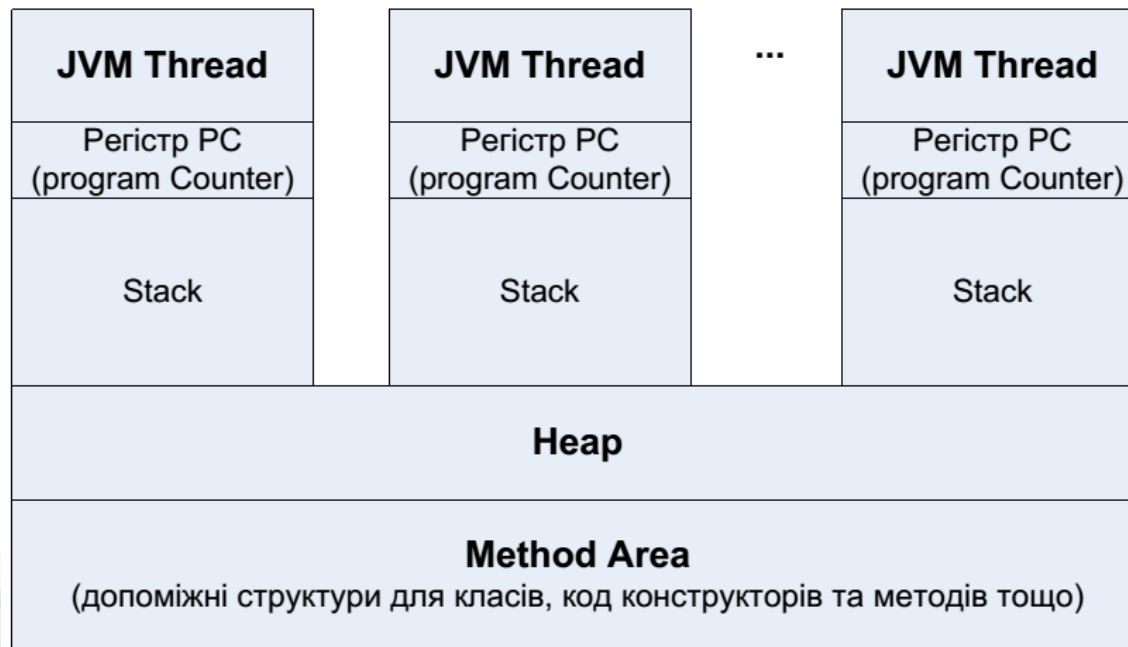 JVM Thread
Регістр PC
(program Counter)
Stack
JVM Thread
Регістр PC
(program Counter)
Stack
...
JVM Thread
Регістр PC
(program Counter)
Stack
Heap
Method Area
(допоміжні структури для класів, код конструкторів та методів тощо)